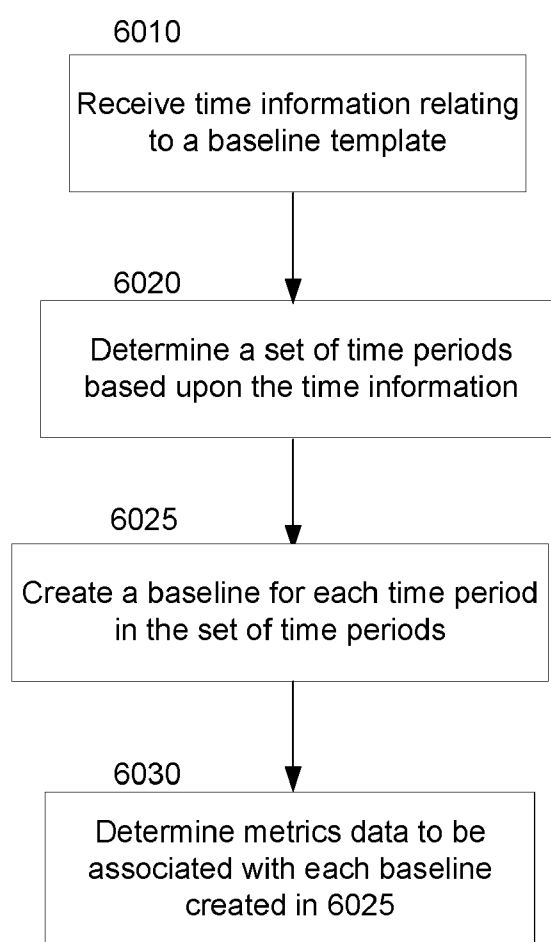 6010
Receive time information relating
to a baseline template
6020
Determine a set of time periods
based upon the time information
6025
Create a baseline for each time period
in the set of time periods
6030
Determine metrics data to be
associated with each baseline
created in 6025